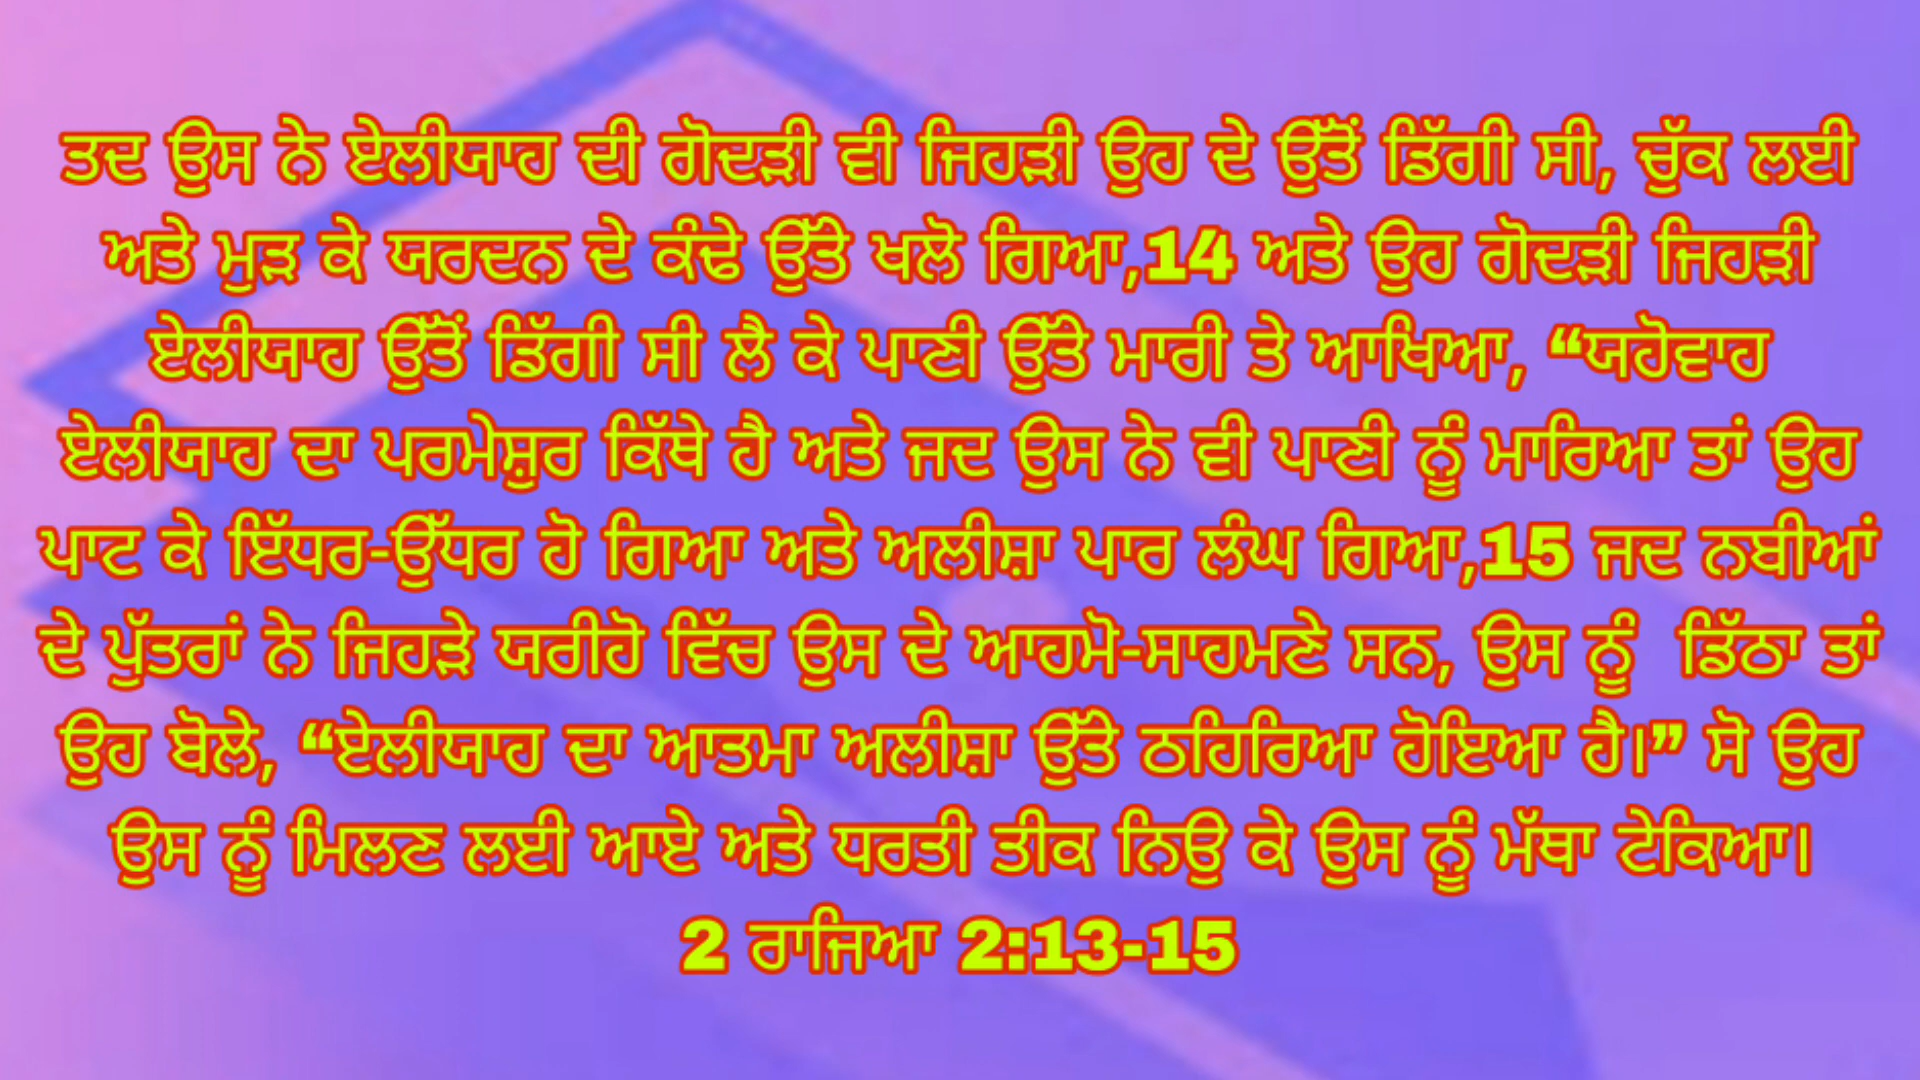 ਤਦ ਉਸ ਨੇ ਏਲੀਯਾਹ ਦੀ ਗੋਦੜੀ ਵੀ ਜਿਹੜੀ ਉਹ ਦੇ ਉੱਤੋਂ ਡਿੱਗੀ ਸੀ, ਚੁੱਕ ਲਈ
ਅਤੇ ਮੁੜ ਕੇ ਯਰਦਨ ਦੇ ਕੰਢੇ ਉੱਤੇ ਖਲੋ ਗਿਆ,14 ਅਤੇ ਉਹ ਗੋਦੜੀ ਜਿਹੜੀ
ਏਲੀਯਾਹ ਉੱਤੋਂ ਡਿੱਗੀ ਸੀ ਲੈ ਕੇ ਪਾਣੀ ਉੱਤੇ ਮਾਰੀ ਤੇ ਆਖਿਆ, “ਯਹੋਵਾਹ
ਏਲੀਯਾਹ ਦਾ ਪਰਮੇਸ਼ੁਰ ਕਿੱਥੇ ਹੈ ਅਤੇ ਜਦ ਉਸ ਨੇ ਵੀ ਪਾਣੀ ਨੂੰ ਮਾਰਿਆ ਤਾਂ ਉਹ
ਪਾਟ ਕੇ ਇੱਧਰ-ਉੱਧਰ ਹੋ ਗਿਆ ਅਤੇ ਅਲੀਸ਼ਾ ਪਾਰ ਲੰਘ ਗਿਆ,15 ਜਦ ਨਬੀਆਂ
ਦੇ ਪੁੱਤਰਾਂ ਨੇ ਜਿਹੜੇ ਯਰੀਹੋ ਵਿੱਚ ਉਸ ਦੇ ਆਹਮੋ-ਸਾਹਮਣੇ ਸਨ, ਉਸ ਨੂੰ ਡਿੱਠਾ ਤਾਂ
ਉਹ ਬੋਲੇ, “ਏਲੀਯਾਹ ਦਾ ਆਤਮਾ ਅਲੀਸ਼ਾ ਉੱਤੇ ਠਹਿਰਿਆ ਹੋਇਆ ਹੈ।” ਸੋ ਉਹ
ਉਸ ਨੂੰ ਮਿਲਣ ਲਈ ਆਏ ਅਤੇ ਧਰਤੀ ਤੀਕ ਨਿਉ ਕੇ ਉਸ ਨੂੰ ਮੱਥਾ ਟੇਕਿਆ।
2 ਰਾਜਿਆ 2:13-15